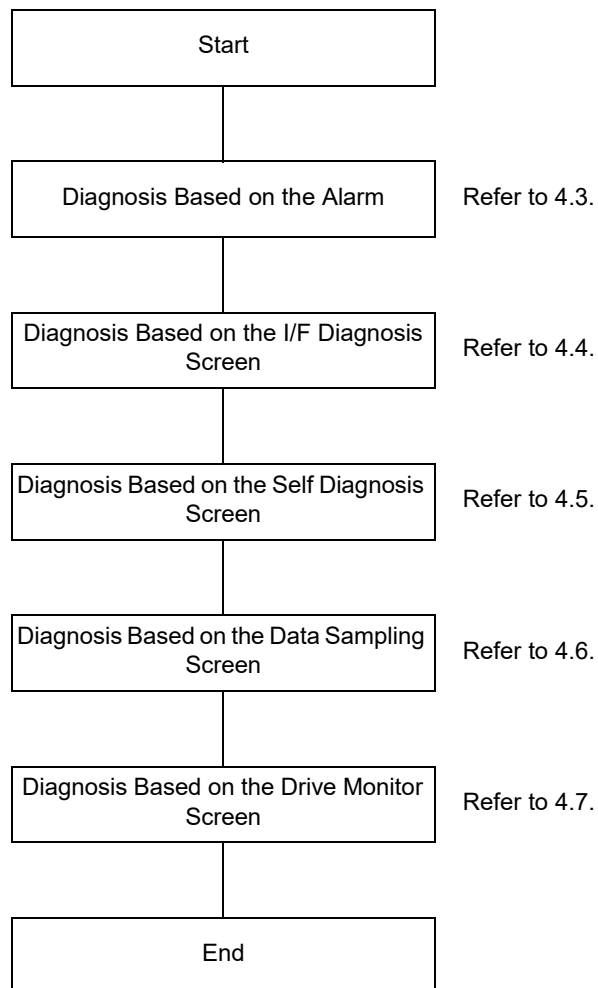 Start
Diagnosis Based on the Alarm
Refer to 4.3.
Diagnosis Based on the I/F Diagnosis
Screen
Refer to 4.4.
Diagnosis Based on the Self Diagnosis
Screen
Refer to 4.5.
Diagnosis Based on the Data Sampling
Screen
Refer to 4.6.
Diagnosis Based on the Drive Monitor
Screen
Refer to 4.7.
End